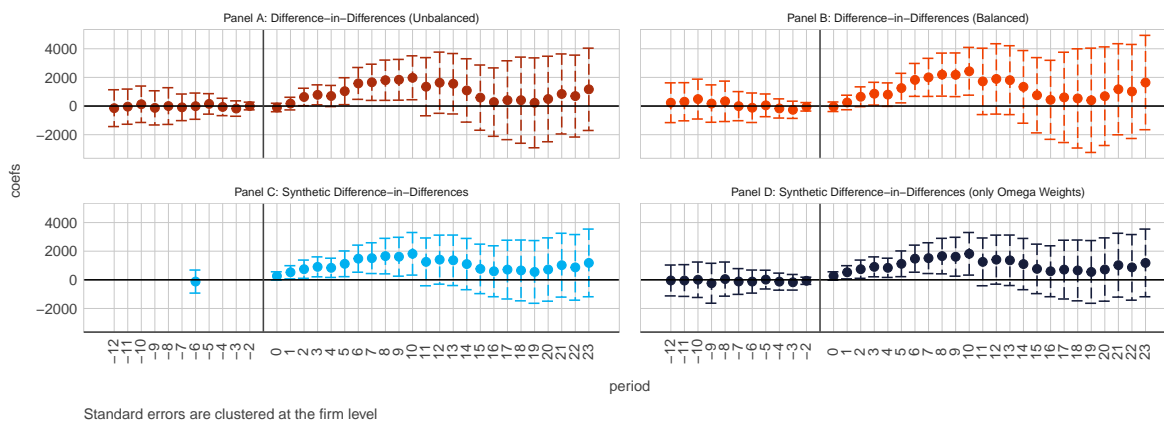 Panel A: Difference−in−Differences (Unbalanced)
Panel B: Difference−in−Differences (Balanced)
4000
2000
0
−2000
coefs
Panel C: Synthetic Difference−in−Differences
Panel D: Synthetic Difference−in−Differences (only Omega Weights)
4000
2000
0
−2000
−12 −11 −10 −9 −8 −7 −6 −5 −4 −3 −2 0 1 2 3 4 5 6 7 8 9 10 11 12 13 14 15 16 17 18 19 20 21 22 23
−12 −11 −10 −9 −8 −7 −6 −5 −4 −3 −2 0 1 2 3 4 5 6 7 8 9 10 11 12 13 14 15 16 17 18 19 20 21 22 23
period
Standard errors are clustered at the firm level